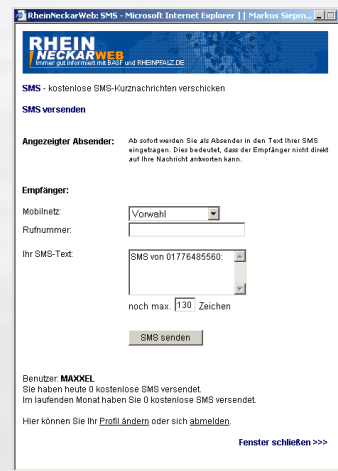 RheinNeckarWeb: SMS - Microsoft Internet Explorer || Markus Siepm...
RHEIN
NECKARWEB
Immer gut informiert mit BASF und RHEINPFALZ.DE
SMS - kostenlose SMS-Kurznachrichten verschicken
SMS versenden
Angezeigter Absender:
Ab sofort werden Sie als Absender in den Text Ihrer SMS
eingetragen. Dies bedeutet, dass der Empfänger nicht direkt
auf Ihre Nachricht antworten kann.
Empfänger:
Mobilnetz: Vorwahl
Rufnummer:
Ihr SMS-Text: SMS von 01776485560:
noch max. 130 Zeichen
SMS senden
Benutzer: MAXXEL
Sie haben heute 0 kostenlose SMS versendet.
Im laufenden Monat haben Sie 0 kostenlose SMS versendet.
Hier können Sie Ihr Profil ändern oder sich abmelden.
Fenster schließen >>>